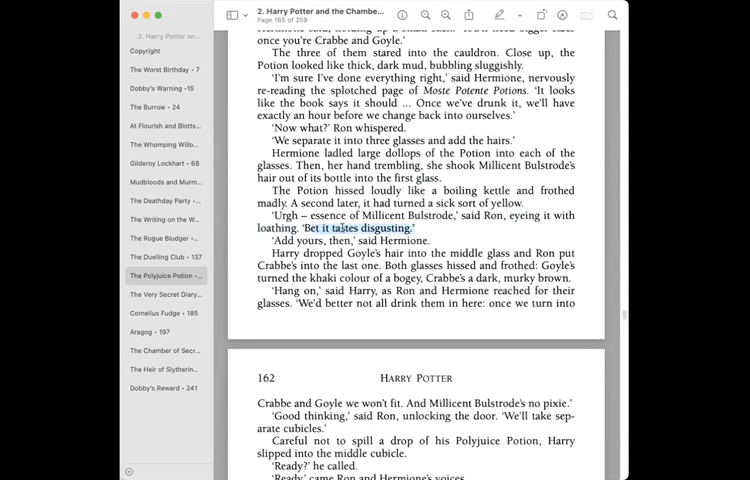 2. Harry Potter and the Chambe...
Page 165 of 259
2. Harry Potter an...
Copyright
The Worst Birthday • 7
Dobby's Warning •15
The Burrow • 24
At Flourish and Blotts...
The Whomping Willo...
Gilderoy Lockhart • 68
Mudbloods and Murm...
The Deathday Party •...
The Writing on the W...
The Rogue Bludger •...
The Duelling Club • 137
The Polyjuice Potion •...
The Very Secret Diary...
Cornelius Fudge • 185
Aragog • 197
The Chamber of Secr...
The Heir of Slytherin...
Dobby's Reward • 241
once you're Crabbe and Goyle.'
The three of them stared into the cauldron. Close up, the
Potion looked like thick, dark mud, bubbling sluggishly.
'I'm sure I've done everything right,' said Hermione, nervously
re-reading the splotched page of Moste Potente Potions. 'It looks
like the book says it should ... Once we've drunk it, we'll have
exactly an hour before we change back into ourselves.'
'Now what?' Ron whispered.
'We separate it into three glasses and add the hairs.'
Hermione ladled large dollops of the Potion into each of the
glasses. Then, her hand trembling, she shook Millicent Bulstrode's
hair out of its bottle into the first glass.
The Potion hissed loudly like a boiling kettle and frothed
madly. A second later, it had turned a sick sort of yellow.
'Urgh – essence of Millicent Bulstrode,' said Ron, eyeing it with
loathing. 'Bet it tastes disgusting.'
'Add yours, then,' said Hermione.
Harry dropped Goyle's hair into the middle glass and Ron put
Crabbe's into the last one. Both glasses hissed and frothed: Goyle's
turned the khaki colour of a bogey, Crabbe's a dark, murky brown.
'Hang on,' said Harry, as Ron and Hermione reached for their
glasses. 'We'd better not all drink them in here: once we turn into
162 HARRY POTTER
Crabbe and Goyle we won't fit. And Millicent Bulstrode's no pixie.'
'Good thinking,' said Ron, unlocking the door. 'We'll take sep-
arate cubicles.'
Careful not to spill a drop of his Polyjuice Potion, Harry
slipped into the middle cubicle.
'Ready?' he called.
'Ready,' came Ron and Hermione's voices.